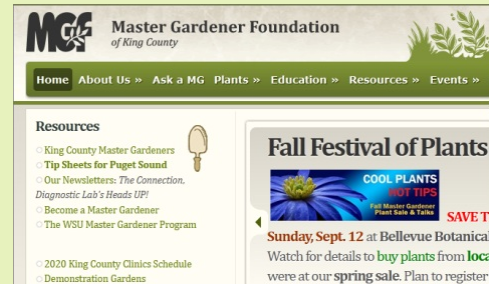 MGF
Master Gardener Foundation
of King County
Home About Us » Ask a MG Plants » Education » Resources » Events »
Resources
King County Master Gardeners
Tip Sheets for Puget Sound
Our Newsletters: The Connection,
Diagnostic Lab's Heads UP!
Become a Master Gardener
The WSU Master Gardener Program
2020 King County Clinics Schedule
Demonstration Gardens
Fall Festival of Plants
COOL PLANTS
HOT TIPS
Fall Master Gardener
Plant Sale & Talks
SAVE T
Sunday, Sept. 12 at Bellevue Botanical
Watch for details to buy plants from loca
were at our spring sale. Plan to register